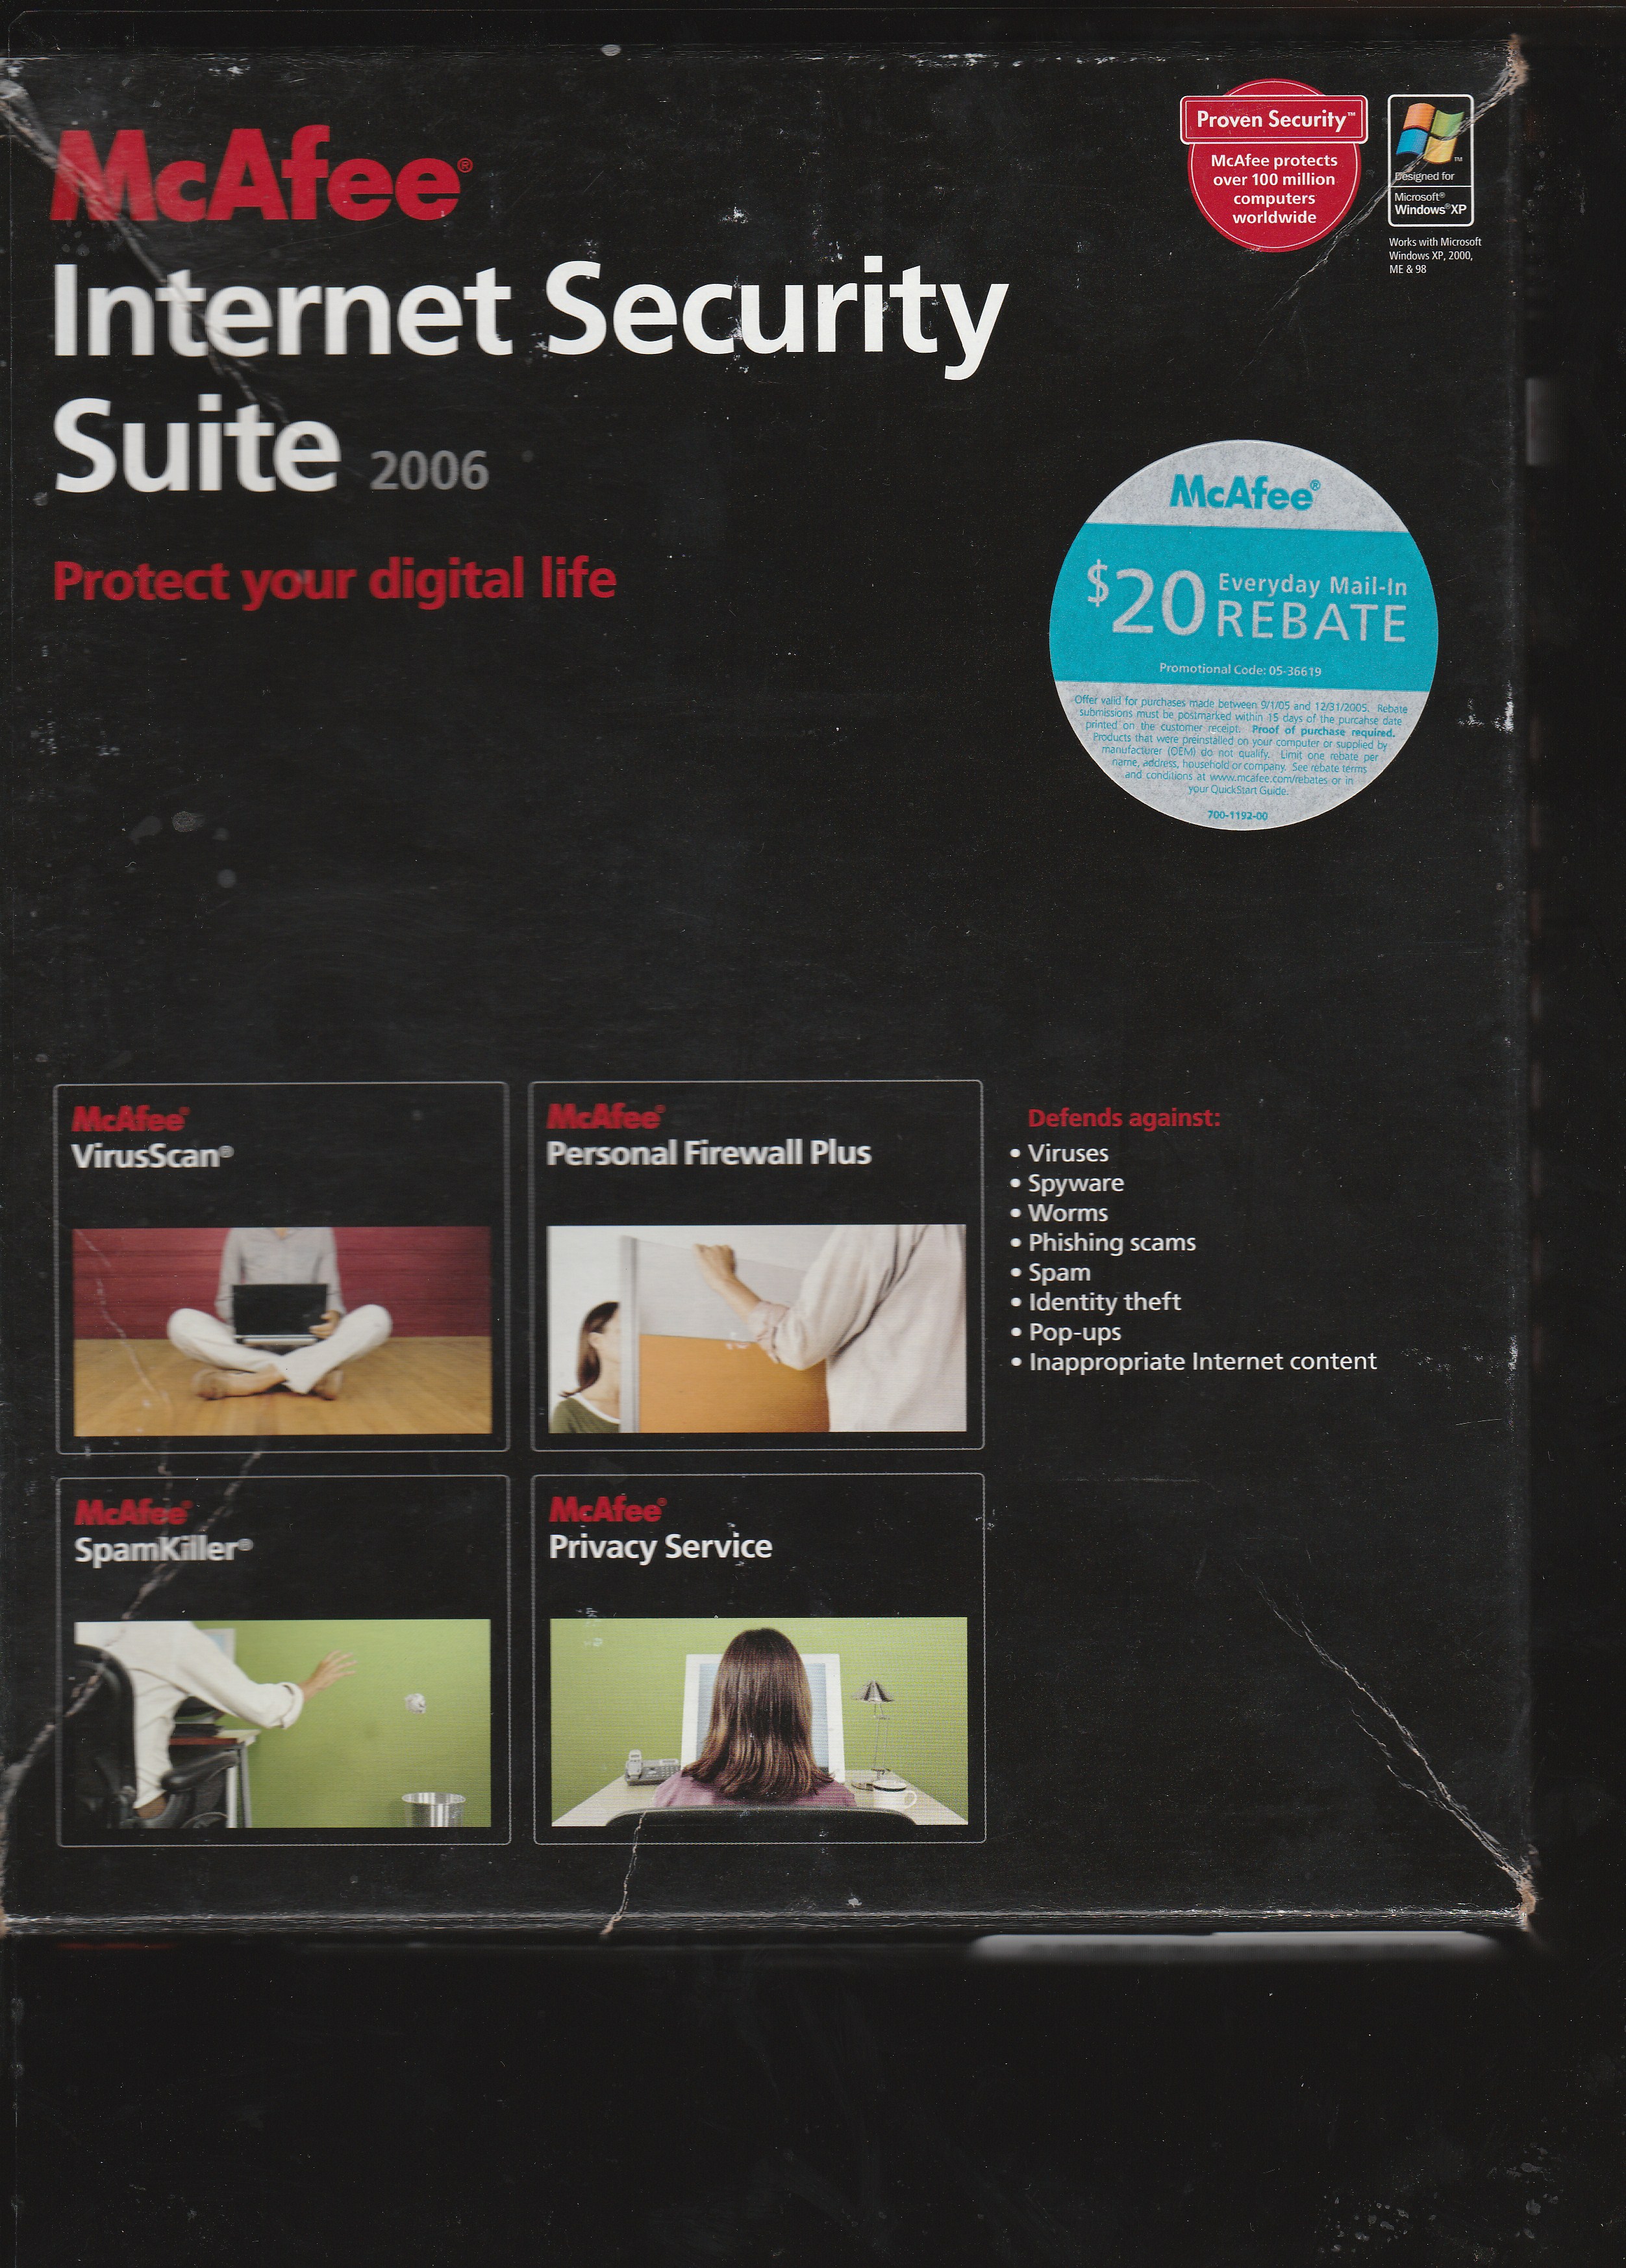 McAfee®
Internet Security
Suite 2006
Protect your digital life
Proven Security™
McAfee protects
over 100 million
computers
worldwide
™
Designed for
Microsoft®
Windows®XP
Works with Microsoft
Windows XP, 2000,
ME & 98
McAfee®
$20 Everyday Mail-In
REBATE
Promotional Code: 05-36619
Offer valid for purchases made between 9/1/05 and 12/31/2005. Rebate
submissions must be postmarked within 15 days of the purcahse date
printed on the customer receipt. Proof of purchase required.
Products that were preinstalled on your computer or supplied by
manufacturer (OEM) do not qualify. Limit one rebate per
name, address, household or company. See rebate terms
and conditions at www.mcafee.com/rebates or in
your QuickStart Guide.
700-1192-00
McAfee®
VirusScan®
McAfee®
Personal Firewall Plus
Defends against:
• Viruses
• Spyware
• Worms
• Phishing scams
• Spam
• Identity theft
• Pop-ups
• Inappropriate Internet content
McAfee®
SpamKiller®
McAfee®
Privacy Service